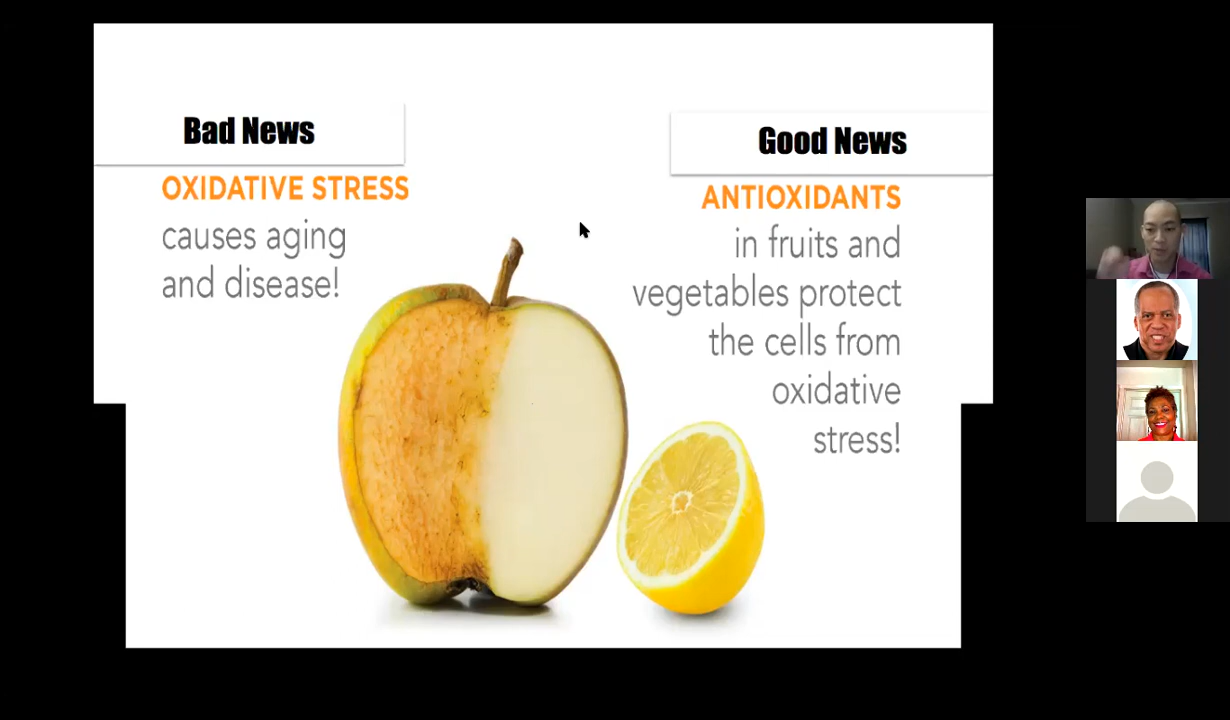 Bad News
OXIDATIVE STRESS
causes aging
and disease!
Good News
ANTIOXIDANTS
in fruits and
vegetables protect
the cells from
oxidative
stress!